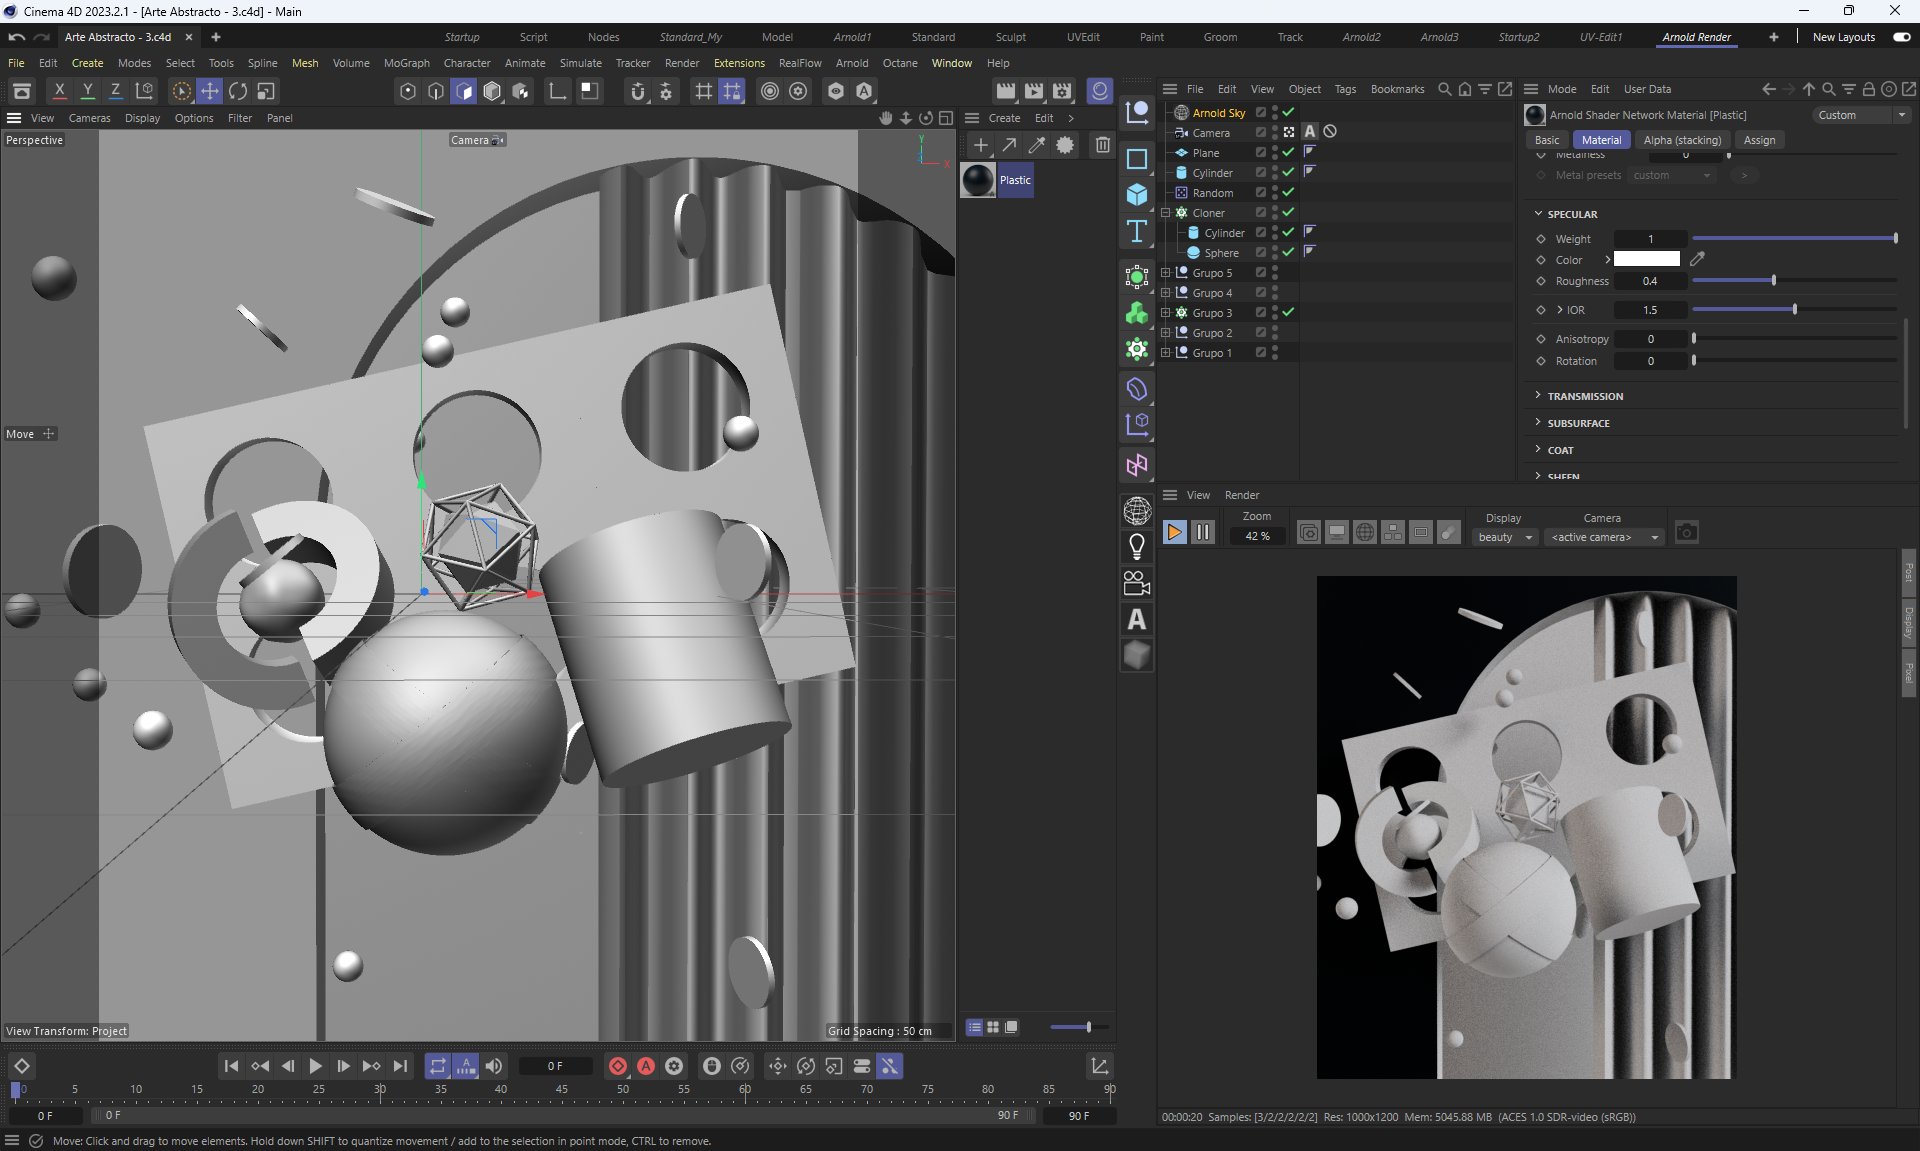 Cinema 4D 2023.2.1 - [Arte Abstracto - 3.c4d] - Main
Arte Abstracto - 3.c4d × +
Startup Script Nodes Standard_My Model Arnold1 Standard Sculpt UVEdit Paint Groom Track Arnold2 Arnold3 Startup2 UV-Edit1 Arnold Render + New Layouts
File Edit Create Modes Select Tools Spline Mesh Volume MoGraph Character Animate Simulate Tracker Render Extensions RealFlow Arnold Octane Window Help
X Y Z
View Cameras Display Options Filter Panel
Perspective
Camera
Y
X
Move
View Transform: Project
Grid Spacing : 50 cm
Create Edit >
Plastic
File Edit View Object Tags Bookmarks
Arnold Sky
Camera A
Plane
Cylinder
Random
Cloner
Cylinder
Sphere
Grupo 5
Grupo 4
Grupo 3
Grupo 2
Grupo 1
Mode Edit User Data
Arnold Shader Network Material [Plastic] Custom
Basic Material Alpha (stacking) Assign
Metalness 0
Metal presets custom >
SPECULAR
Weight 1
Color
Roughness 0.4
IOR 1.5
Anisotropy 0
Rotation 0
TRANSMISSION
SUBSURFACE
COAT
SHEEN
View Render
Zoom
42 %
Display
beauty
Camera
<active camera>
Post
Display
Pixel
00:00:20 Samples: [3/2/2/2/2/2] Res: 1000x1200 Mem: 5045.88 MB (ACES 1.0 SDR-video (sRGB))
0 F
0 5 10 15 20 25 30 35 40 45 50 55 60 65 70 75 80 85 90
0 F 0 F 90 F 90 F
Move: Click and drag to move elements. Hold down SHIFT to quantize movement / add to the selection in point mode, CTRL to remove.